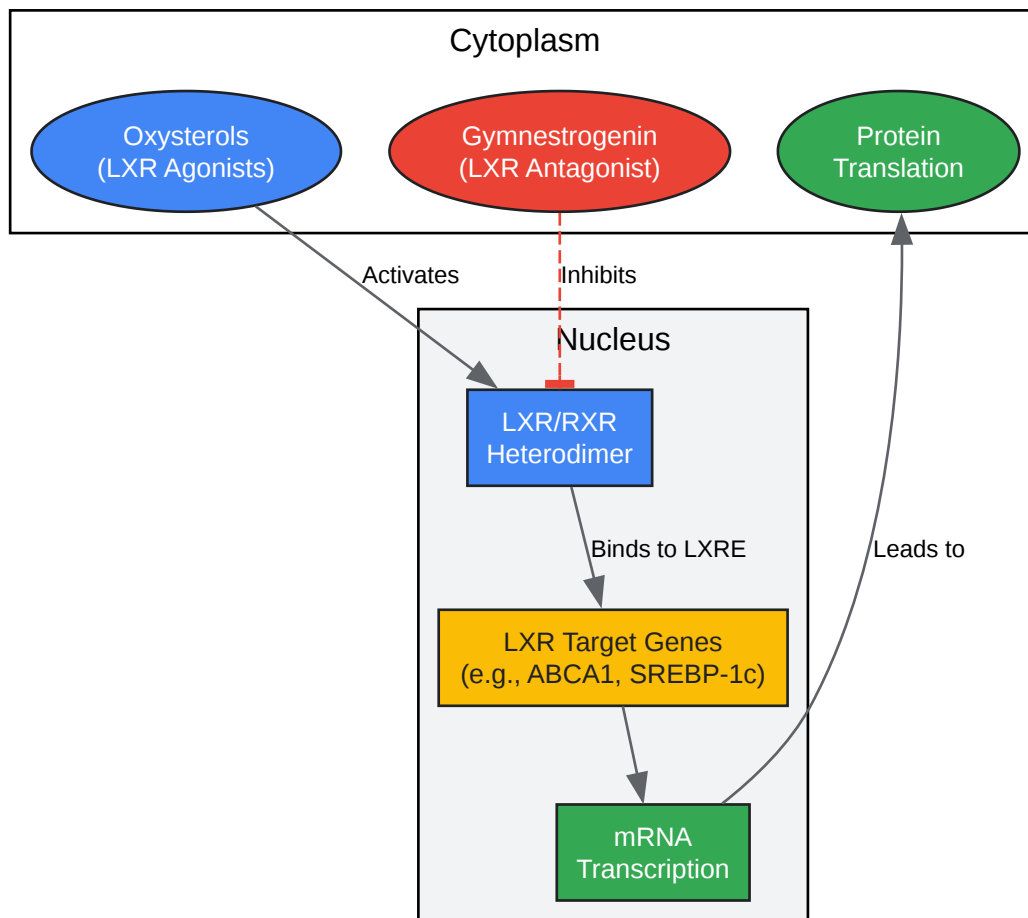 Cytoplasm
Oxysterols
(LXR Agonists)
Gymnestrogenin
(LXR Antagonist)
Protein
Translation
Activates
Inhibits
Nucleus
LXR/RXR
Heterodimer
Binds to LXRE
Leads to
LXR Target Genes
(e.g., ABCA1, SREBP-1c)
mRNA
Transcription